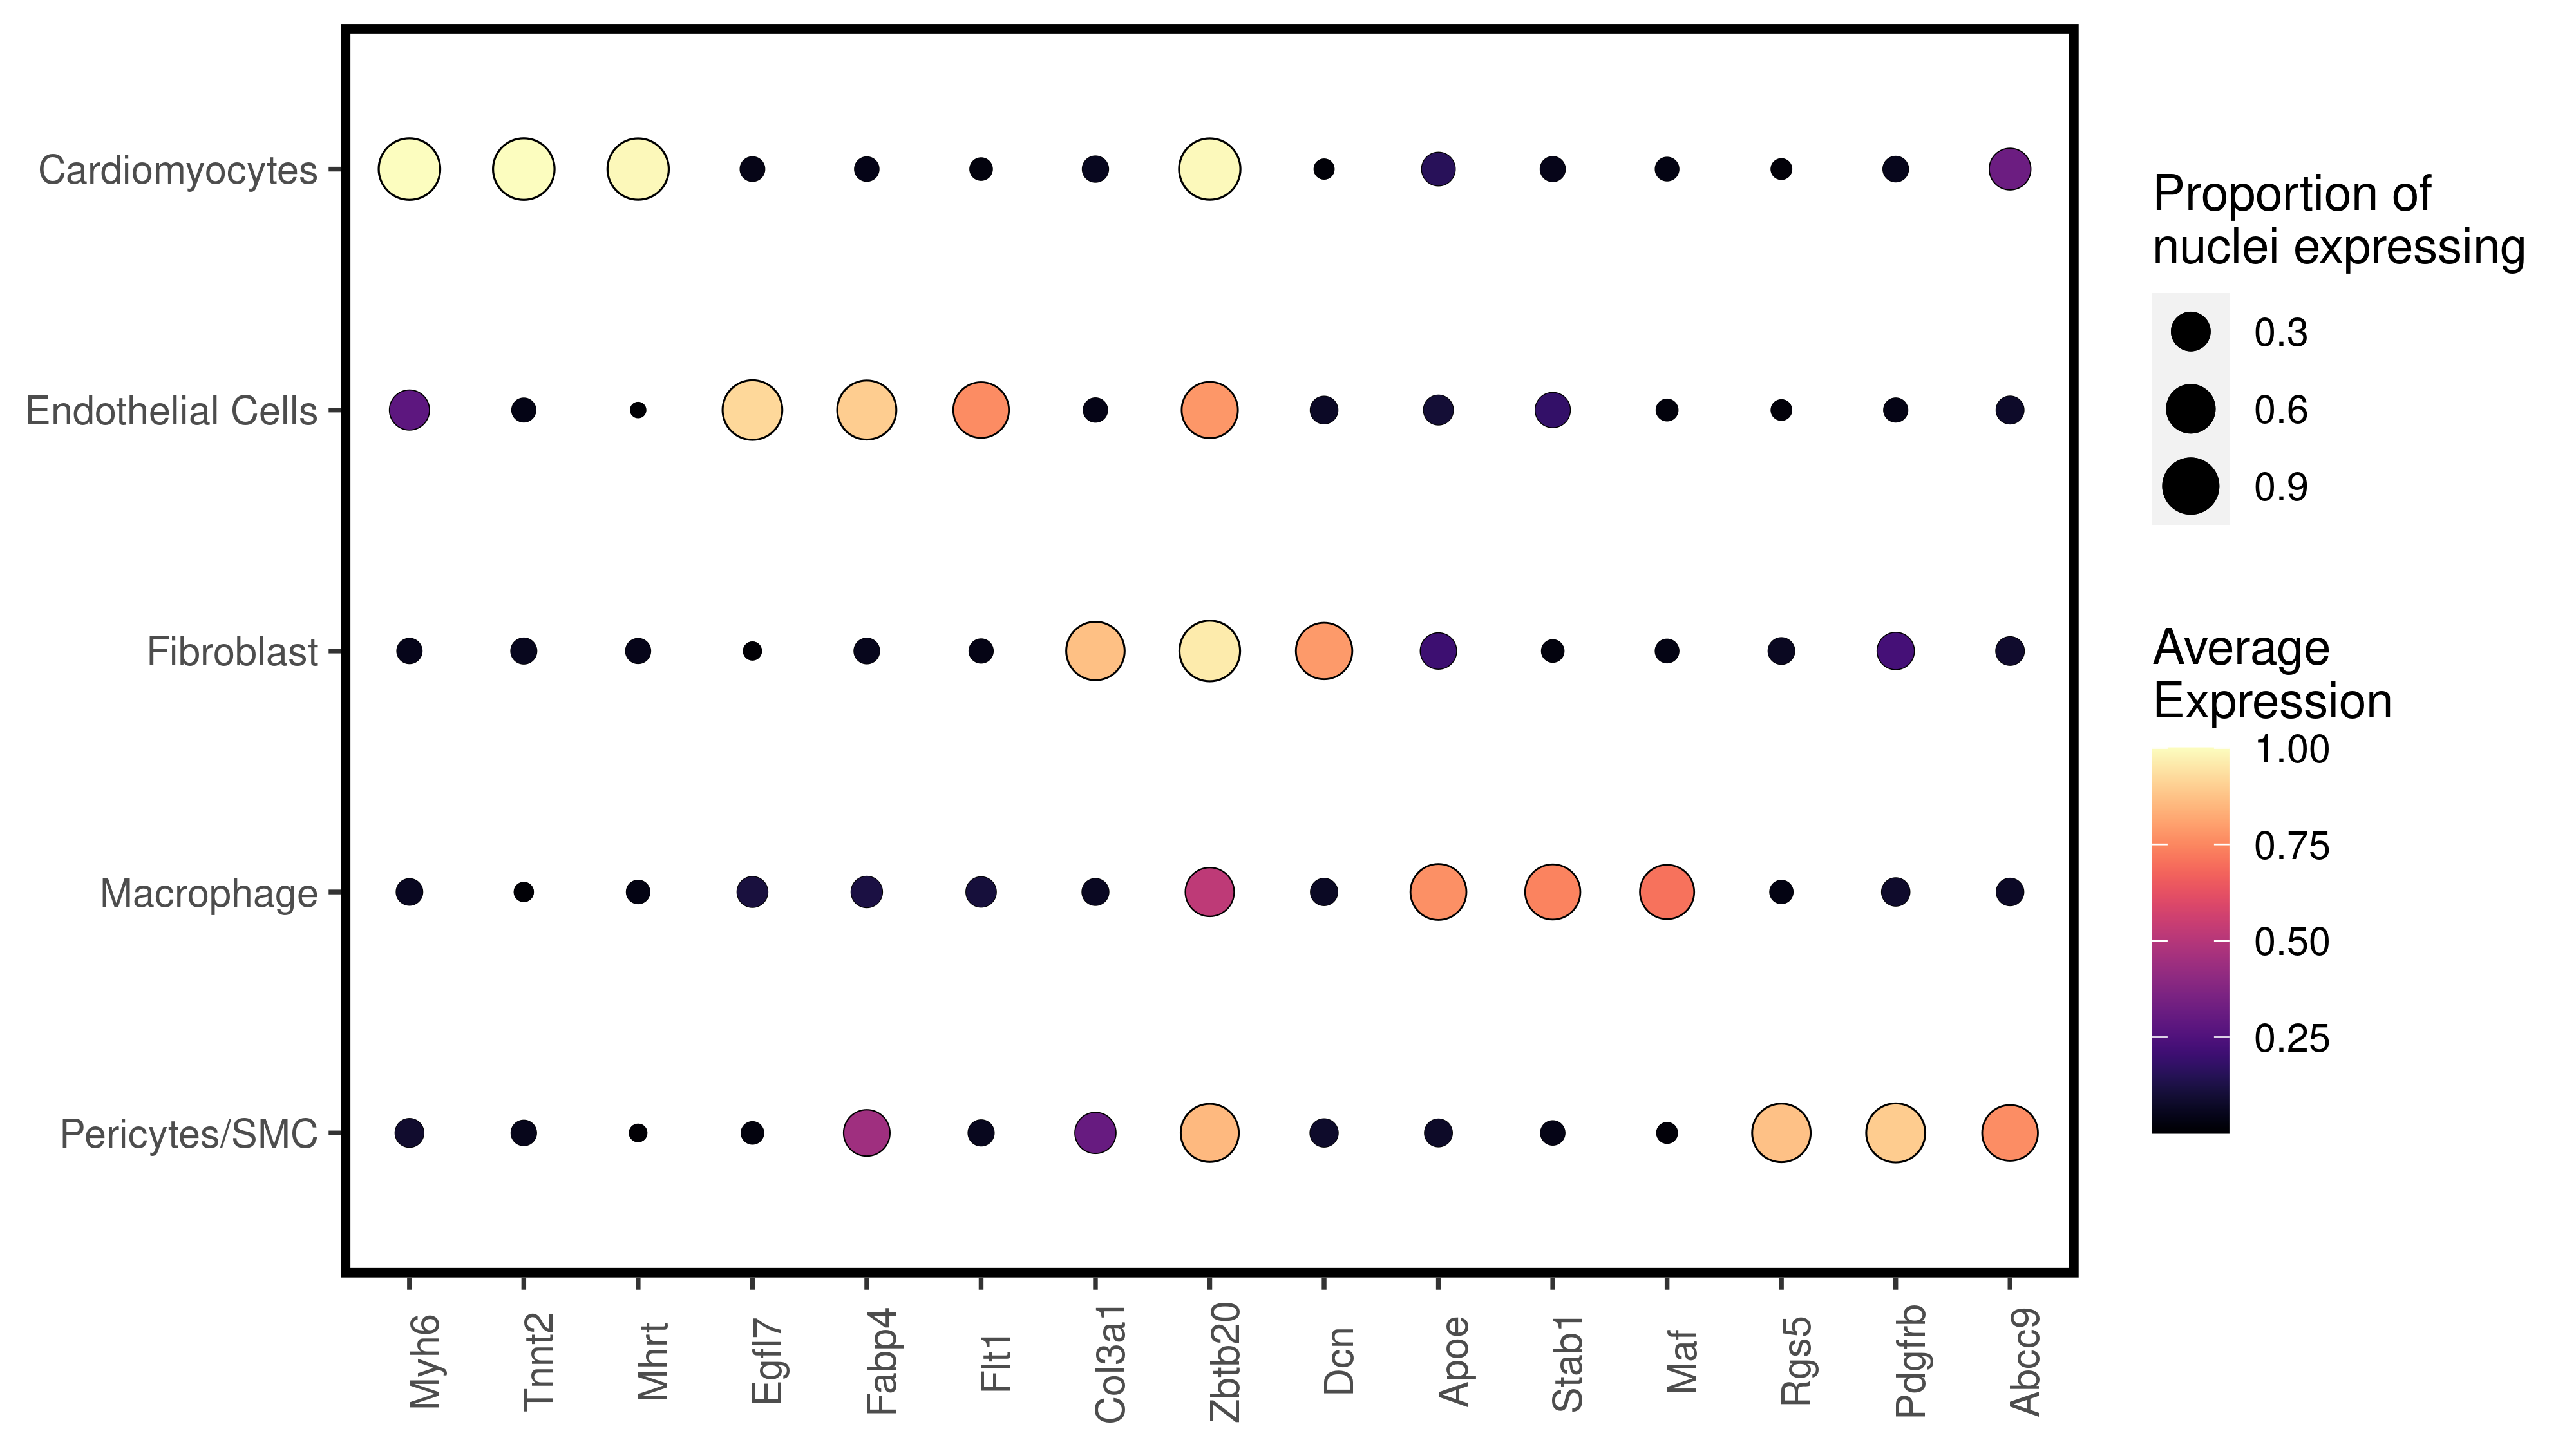 Cardiomyocytes
Endothelial Cells
Fibroblast
Macrophage
Pericytes/SMC
Myh6
Tnnt2
Mhrt
Egfl7
Fabp4
Flt1
Col3a1
Zbtb20
Dcn
Apoe
Stab1
Maf
Rgs5
Pdgfrb
Abcc9
Proportion of
nuclei expressing
0.3
0.6
0.9
Average
Expression
1.00
0.75
0.50
0.25